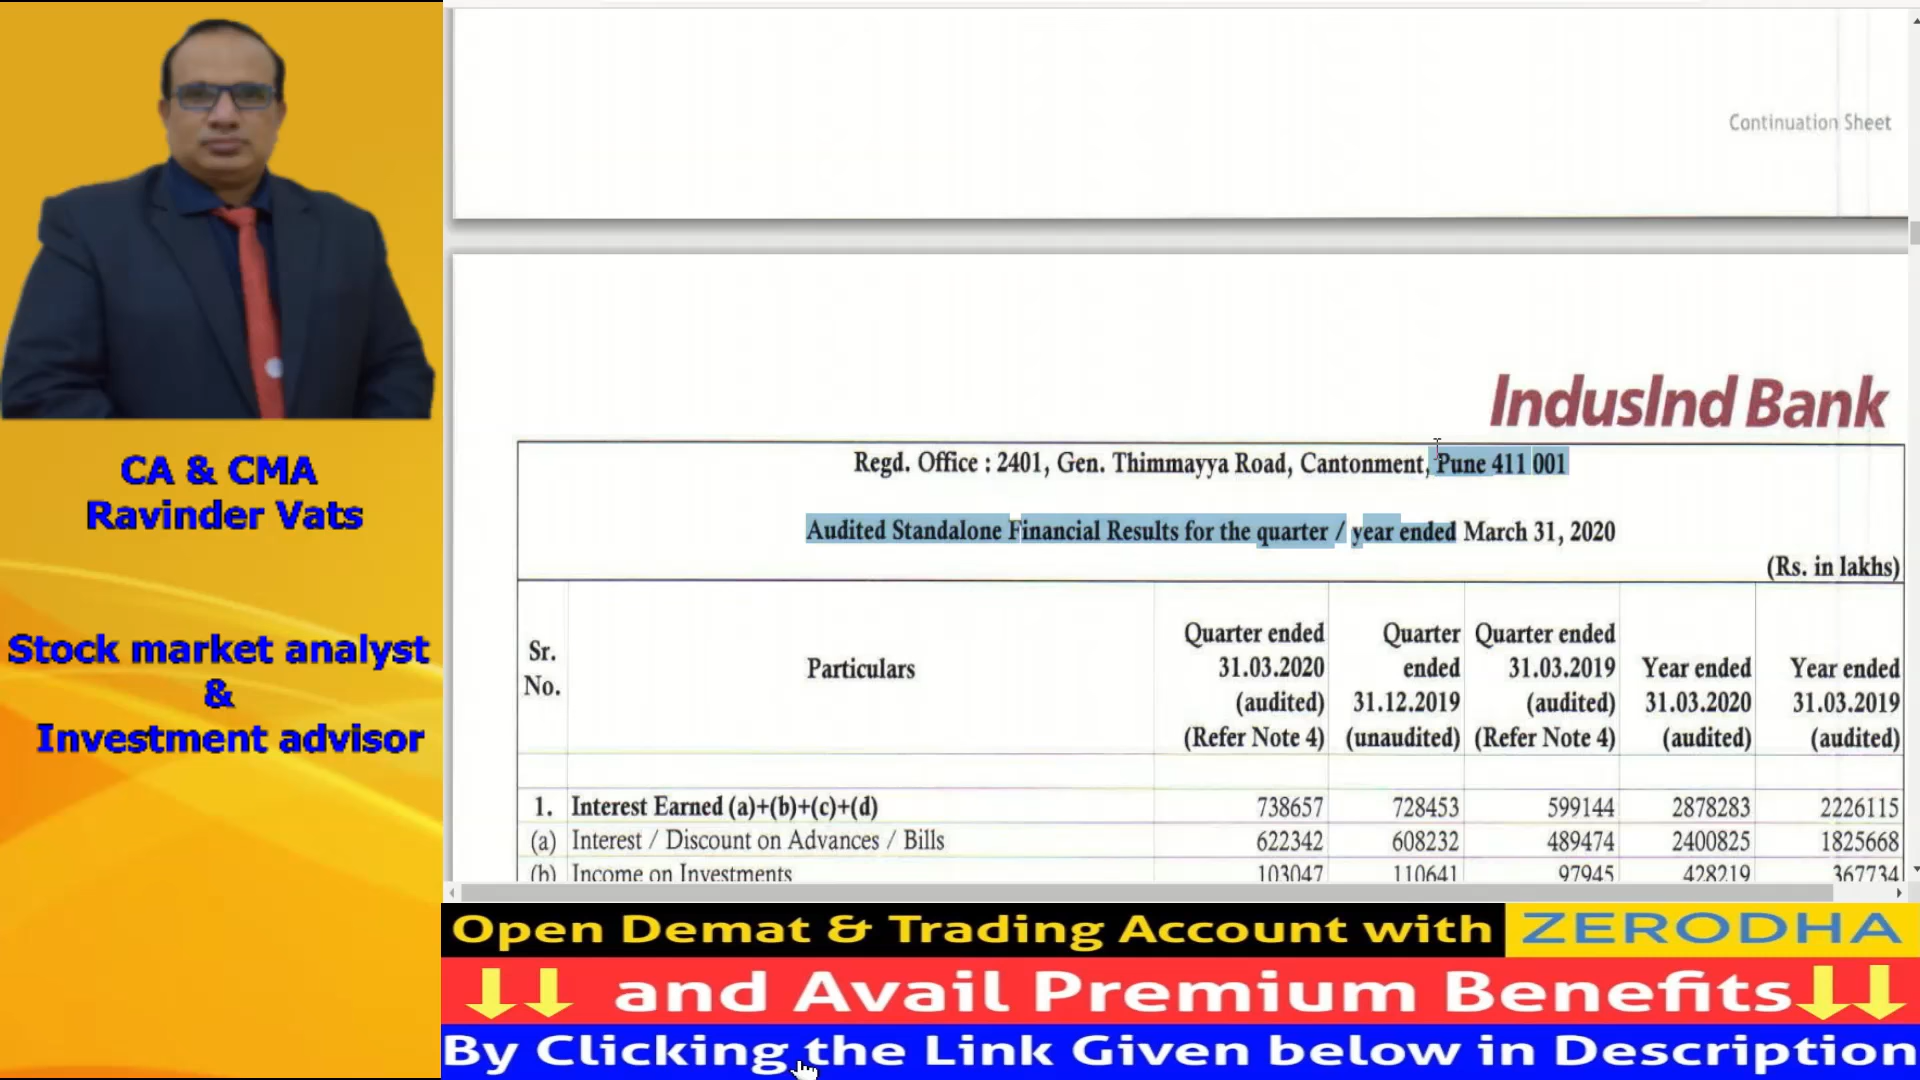 CA & CMA
Ravinder Vats
Stock market analyst
&
Investment advisor
Continuation Sheet
IndusInd Bank
Regd. Office : 2401, Gen. Thimmayya Road, Cantonment, Pune 411 001
Audited Standalone Financial Results for the quarter / year ended March 31, 2020
(Rs. in lakhs)
Sr. No. Particulars Quarter ended 31.03.2020 (audited) (Refer Note 4) Quarter ended 31.12.2019 (unaudited) Quarter ended 31.03.2019 (audited) (Refer Note 4) Year ended 31.03.2020 (audited) Year ended 31.03.2019 (audited)
1. Interest Earned (a)+(b)+(c)+(d) 738657 728453 599144 2878283 2226115
(a) Interest / Discount on Advances / Bills 622342 608232 489474 2400825 1825668
(b) Income on Investments 103047 110641 97945 428219 367734
Open Demat & Trading Account with ZERODHA
and Avail Premium Benefits
By Clicking the Link Given below in Description